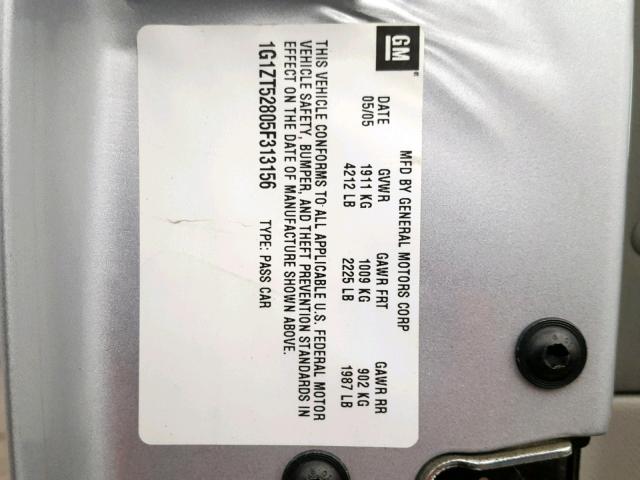 GM
®
MFD BY GENERAL MOTORS CORP
DATE GVWR GAWR FRT GAWR RR
05/05 1911 KG 1009 KG 902 KG
4212 LB 2225 LB 1987 LB
THIS VEHICLE CONFORMS TO ALL APPLICABLE U.S. FEDERAL MOTOR
VEHICLE SAFETY, BUMPER, AND THEFT PREVENTION STANDARDS IN
EFFECT ON THE DATE OF MANUFACTURE SHOWN ABOVE.
1G1ZT52805F313156 TYPE: PASS CAR